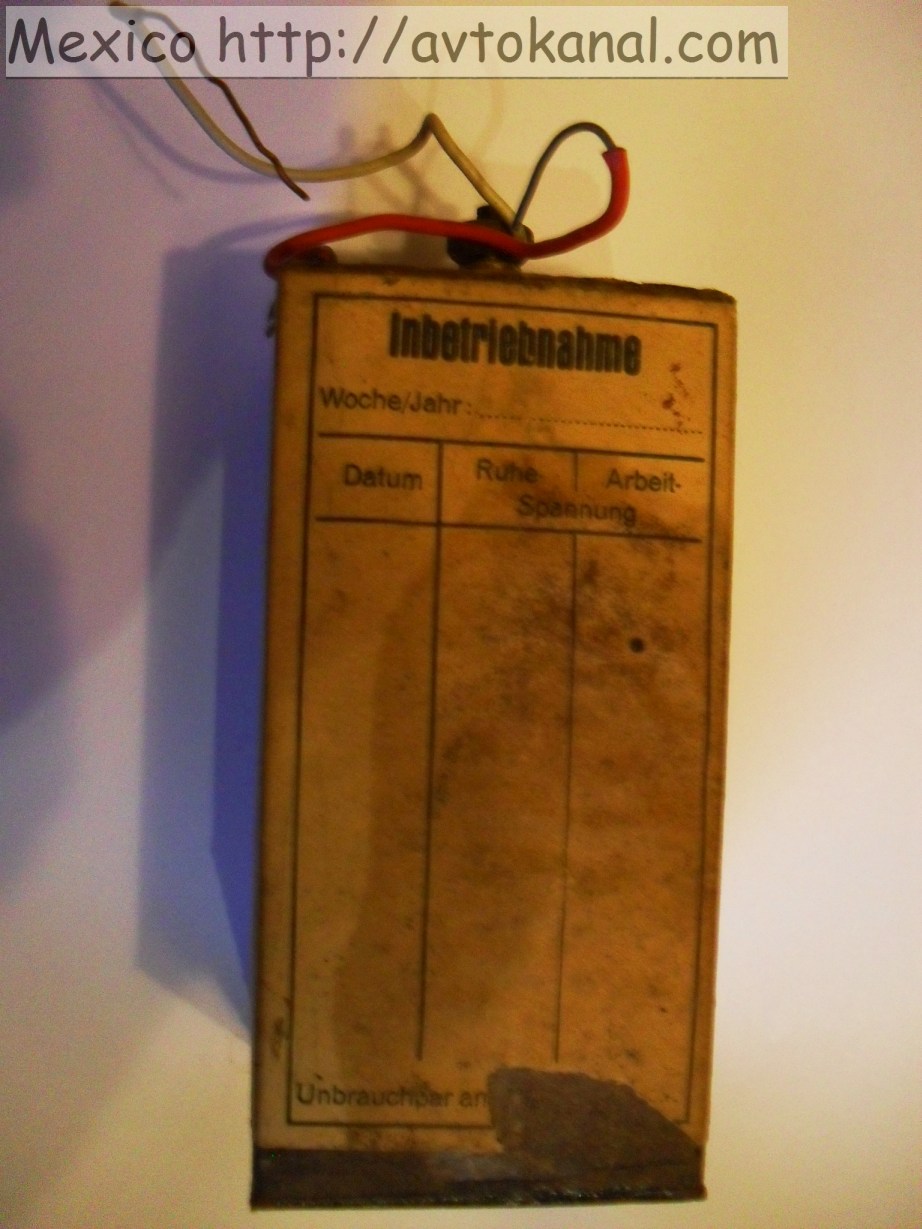 Mexico http://avtokanal.com
Inbetriebnahme
Woche/Jahr:
Datum Ruhe- Arbeit-
Spannung
Unbrauchbar an